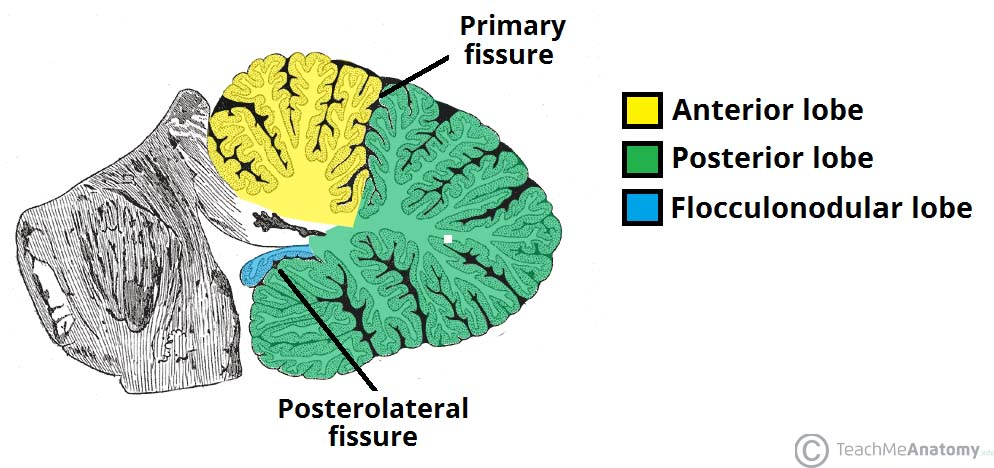 Primary
fissure
Anterior lobe
Posterior lobe
Flocculonodular lobe
Posterolateral
fissure
© TeachMeAnatomy